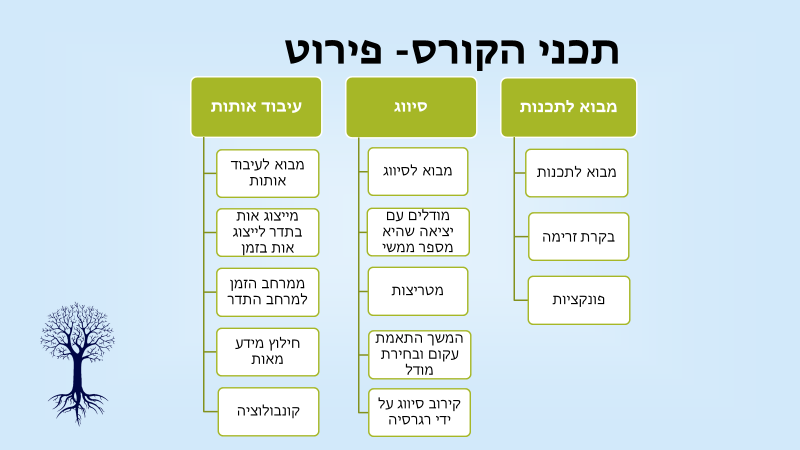 תכני הקורס- פירוט
מבוא לתכנות
מבוא לתכנות
בקרת זרימה
פונקציות
סיווג
מבוא לסיווג
מודלים עם
יציאה שהיא
מספר ממשי
מטריצות
המשך התאמת
עקום ובחירת
מודל
קירוב סיווג על
ידי רגרסיה
עיבוד אותות
מבוא לעיבוד
אותות
מייצוג אות
בתדר לייצוג
אות בזמן
ממרחב הזמן
למרחב התדר
חילוץ מידע
מאות
קונבולוציה